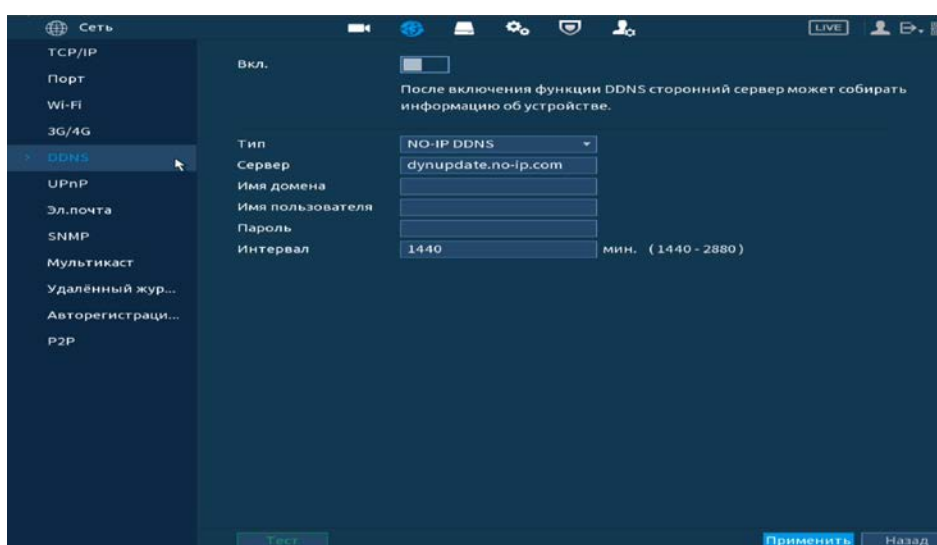 Сеть
LIVE
TCP/IP
Порт
Wi-Fi
3G/4G
DDNS
UPnP
Эл.почта
SNMP
Мультикаст
Удалённый жур...
Авторегистраци...
P2P
Вкл.
После включения функции DDNS сторонний сервер может собирать
информацию об устройстве.
Тип NO-IP DDNS
Сервер dynupdate.no-ip.com
Имя домена
Имя пользователя
Пароль
Интервал 1440 мин. (1440 - 2880)
Тест Применить Назад